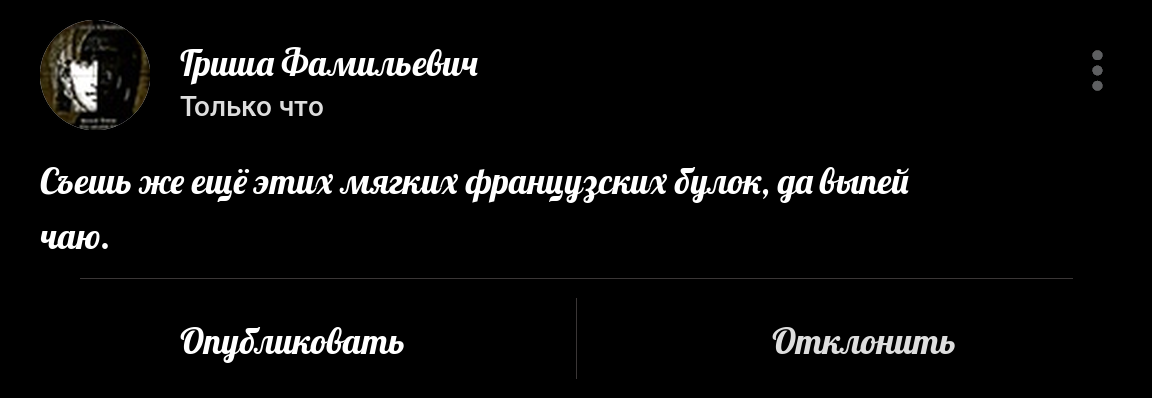 Гриша Фамильевич
Только что
Съешь же ещё этих мягких французских булок, да выпей
чаю.
Опубликовать
Отклонить